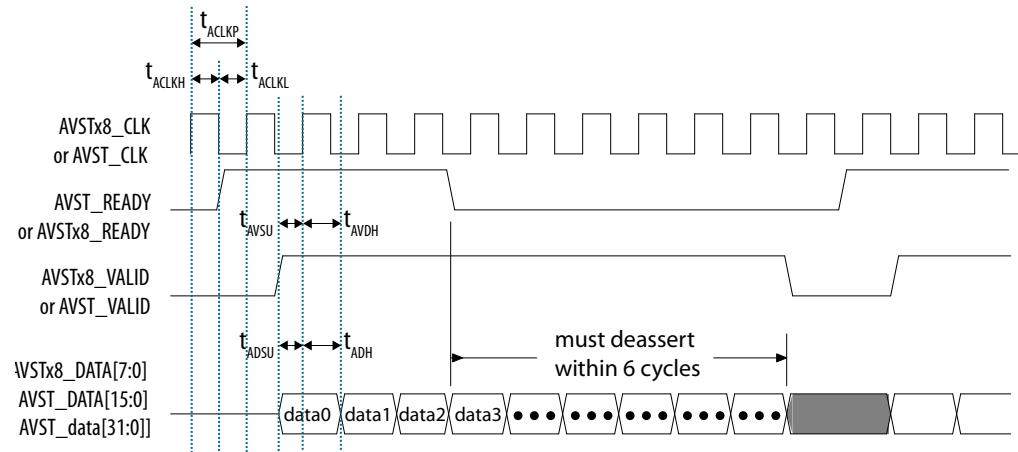 tACLKP
tACLKH
tACLKL
AVSTx8_CLK
or AVST_CLK
AVST_READY
or AVSTx8_READY
tAVSU
tAVDH
AVSTx8_VALID
or AVST_VALID
tADSU
tADH
must deassert
within 6 cycles
AVSTx8_DATA[7:0]
AVST_DATA[15:0]
AVST_data[31:0]]
data0 data1 data2 data3